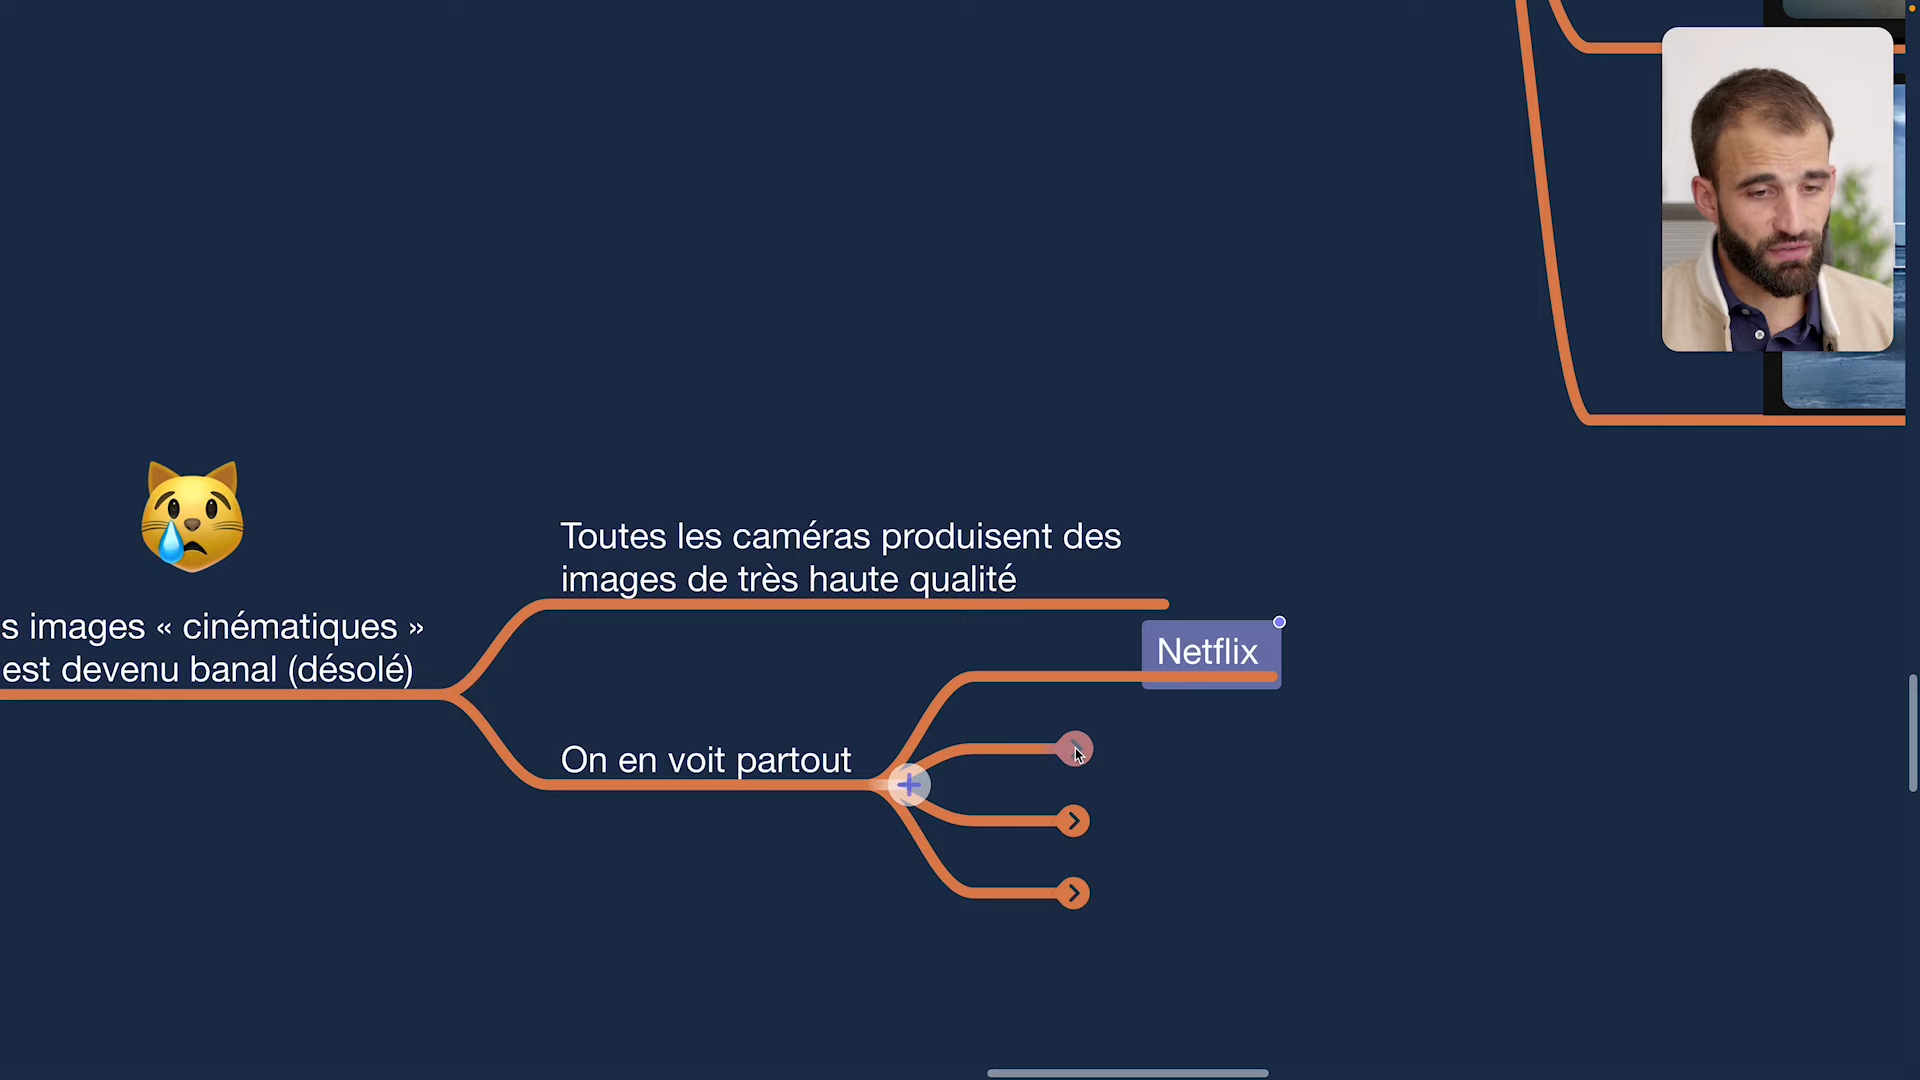 Toutes les caméras produisent des
images de très haute qualité
s images « cinématiques »
est devenu banal (désolé)
Netflix
On en voit partout